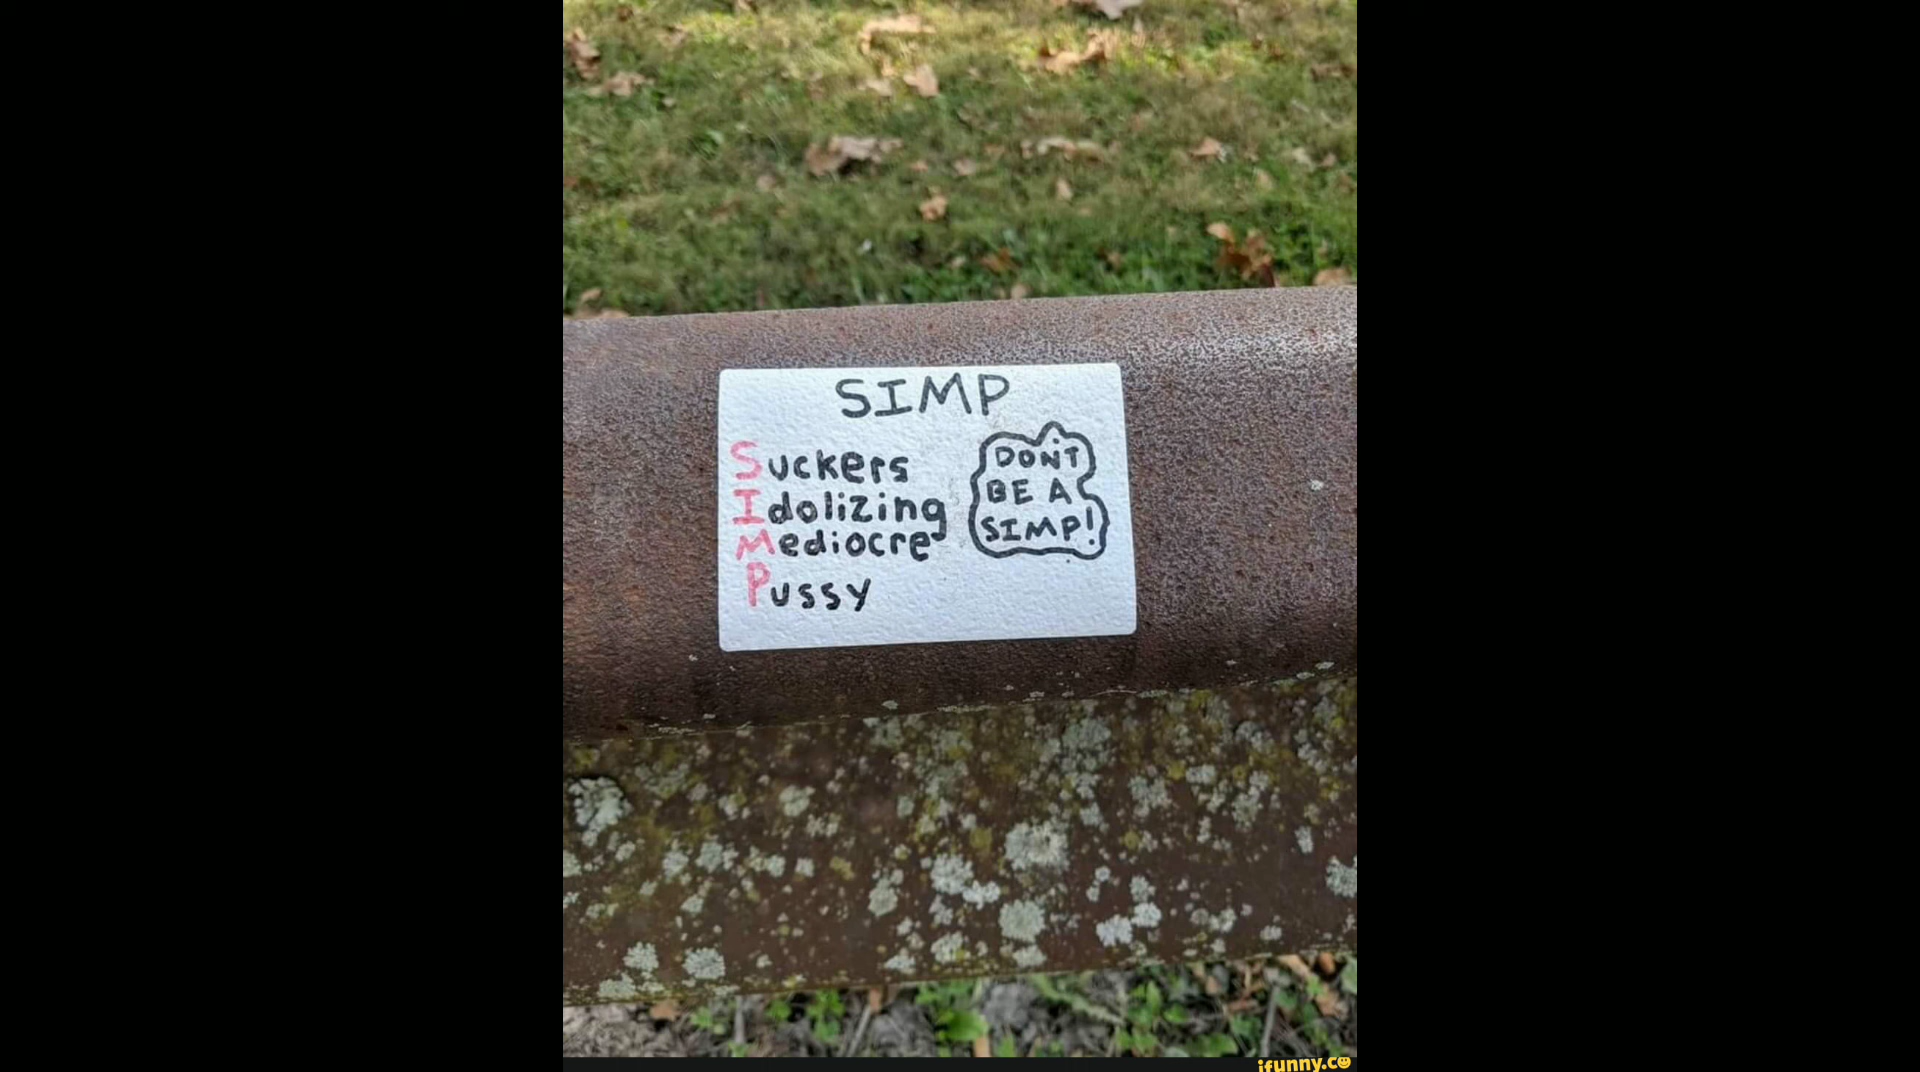 SIMP
Suckers
Idolizing
Mediocre
Pussy
DON'T
BE A
SIMP!
ifunny.co